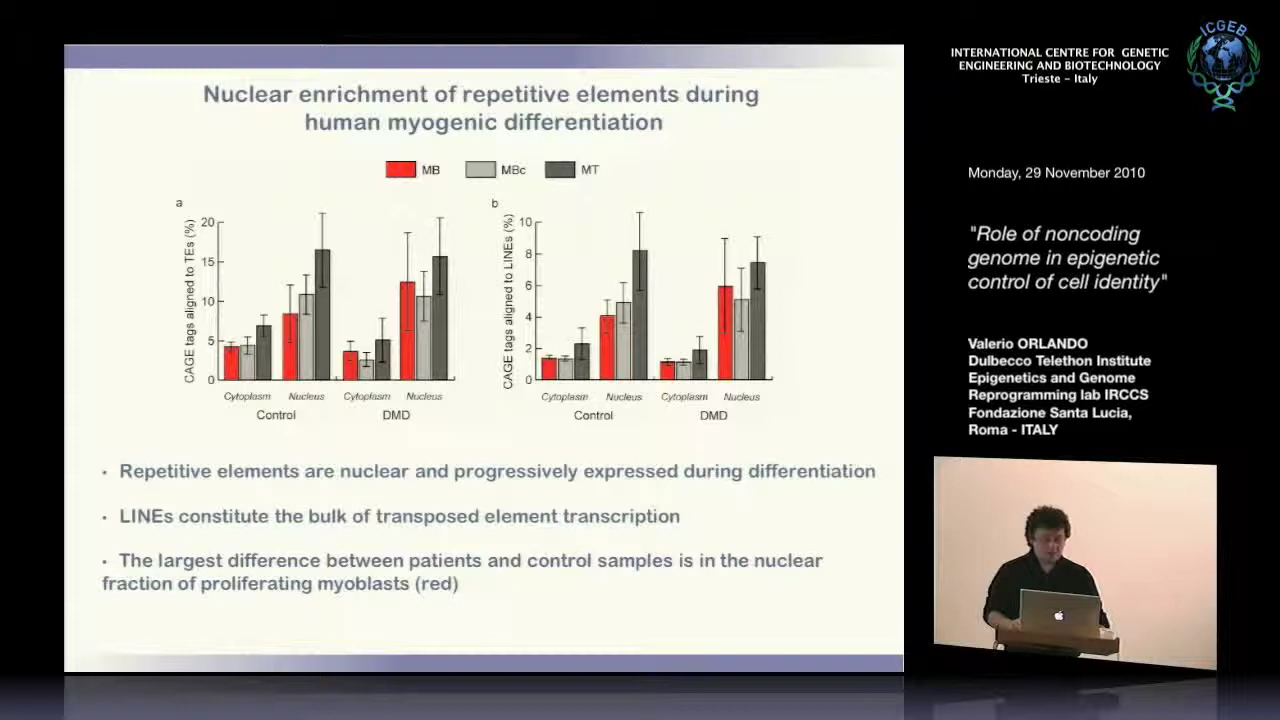 Nuclear enrichment of repetitive elements during
human myogenic differentiation
MB
MBc
MT
a
CAGE tags aligned to TEs (%)
20
15
10
5
0
Cytoplasm
Nucleus
Cytoplasm
Nucleus
Control
DMD
b
CAGE tags aligned to LINEs (%)
10
8
6
4
2
0
Cytoplasm
Nucleus
Cytoplasm
Nucleus
Control
DMD
• Repetitive elements are nuclear and progressively expressed during differentiation
• LINEs constitute the bulk of transposed element transcription
• The largest difference between patients and control samples is in the nuclear
fraction of proliferating myoblasts (red)
INTERNATIONAL CENTRE FOR GENETIC
ENGINEERING AND BIOTECHNOLOGY
Trieste - Italy
ICGEB
Monday, 29 November 2010
"Role of noncoding
genome in epigenetic
control of cell identity"
Valerio ORLANDO
Dulbecco Telethon Institute
Epigenetics and Genome
Reprogramming lab IRCCS
Fondazione Santa Lucia,
Roma - ITALY